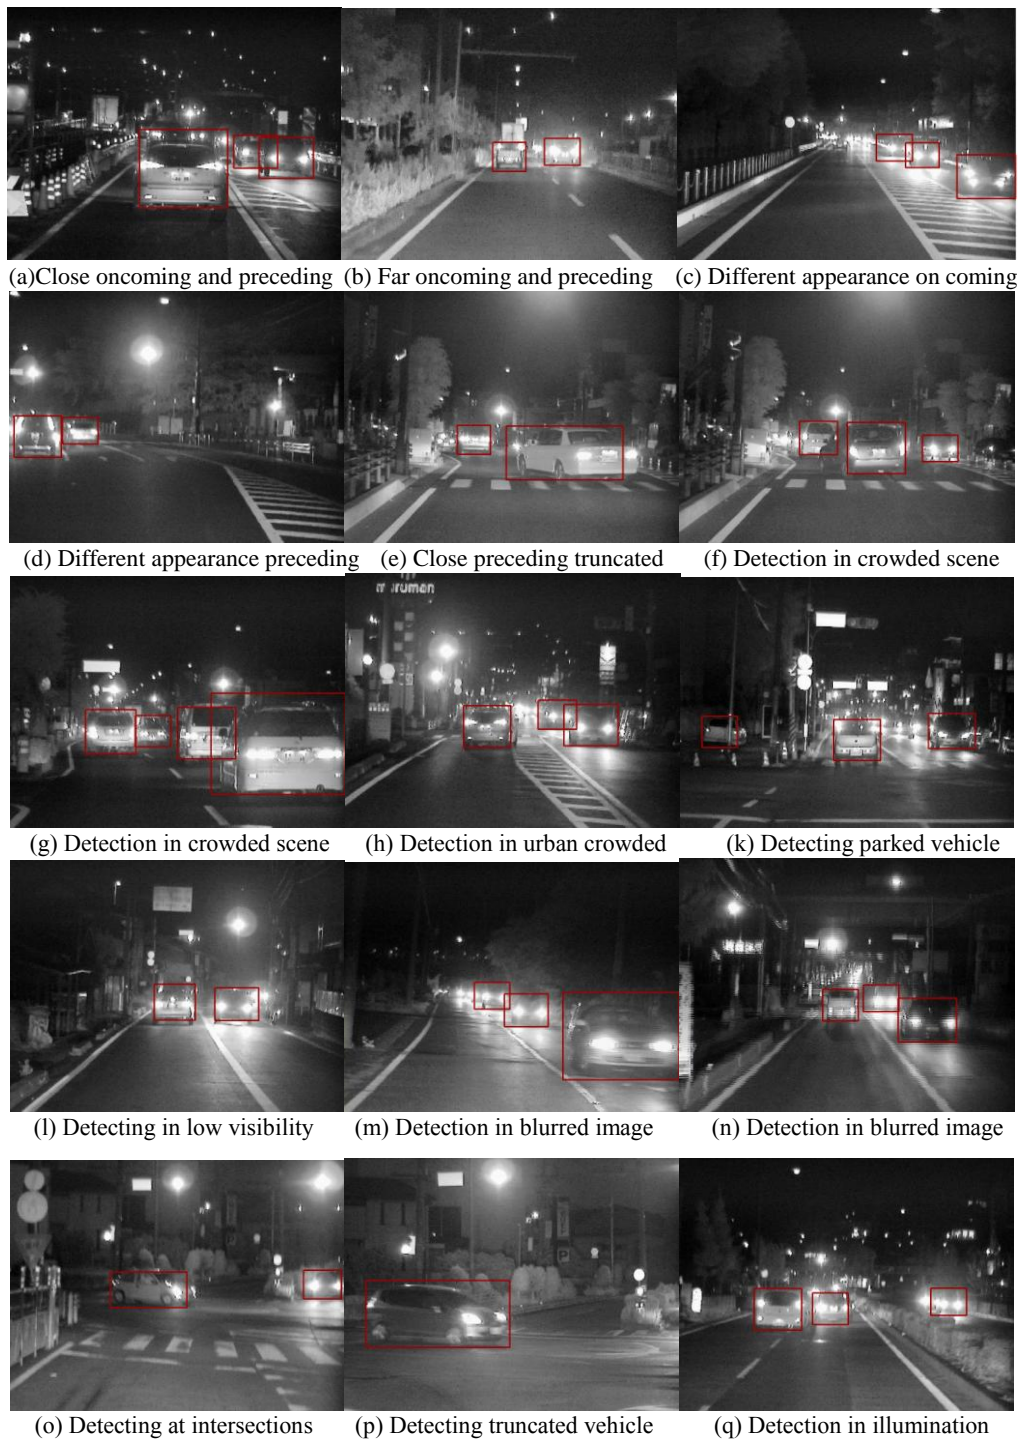 (a)Close oncoming and preceding
(b) Far oncoming and preceding
(c) Different appearance on coming
(d) Different appearance preceding
(e) Close preceding truncated
(f) Detection in crowded scene
muruman
(g) Detection in crowded scene
(h) Detection in urban crowded
(k) Detecting parked vehicle
(l) Detecting in low visibility
(m) Detection in blurred image
(n) Detection in blurred image
P
(o) Detecting at intersections
(p) Detecting truncated vehicle
(q) Detection in illumination